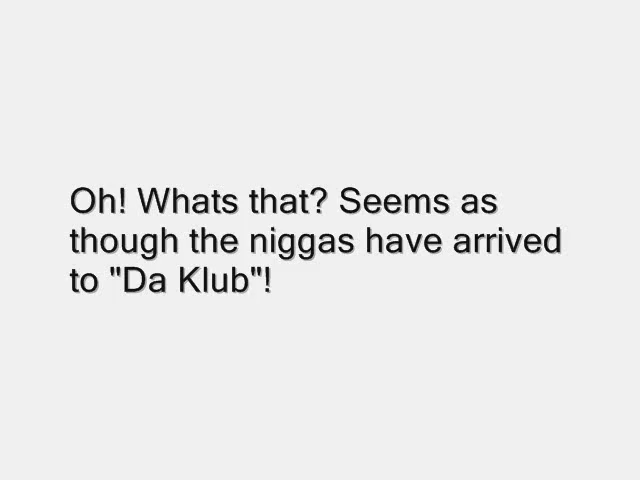 Oh! Whats that? Seems as
though the niggas have arrived
to "Da Klub"!